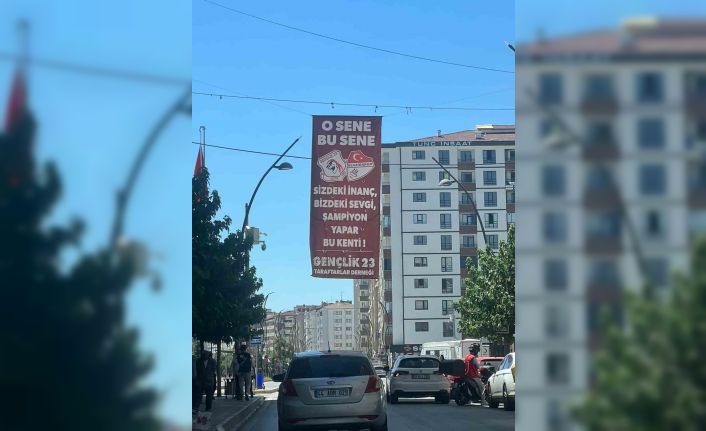 TUNÇ İNŞAAT
O SENE
BU SENE
SİZDEKİ İNANÇ,
BİZDEKİ SEVGİ,
ŞAMPİYON
YAPAR
BU KENTİ !
GENÇLİK 23
TARAFTARLAR DERNEĞİ